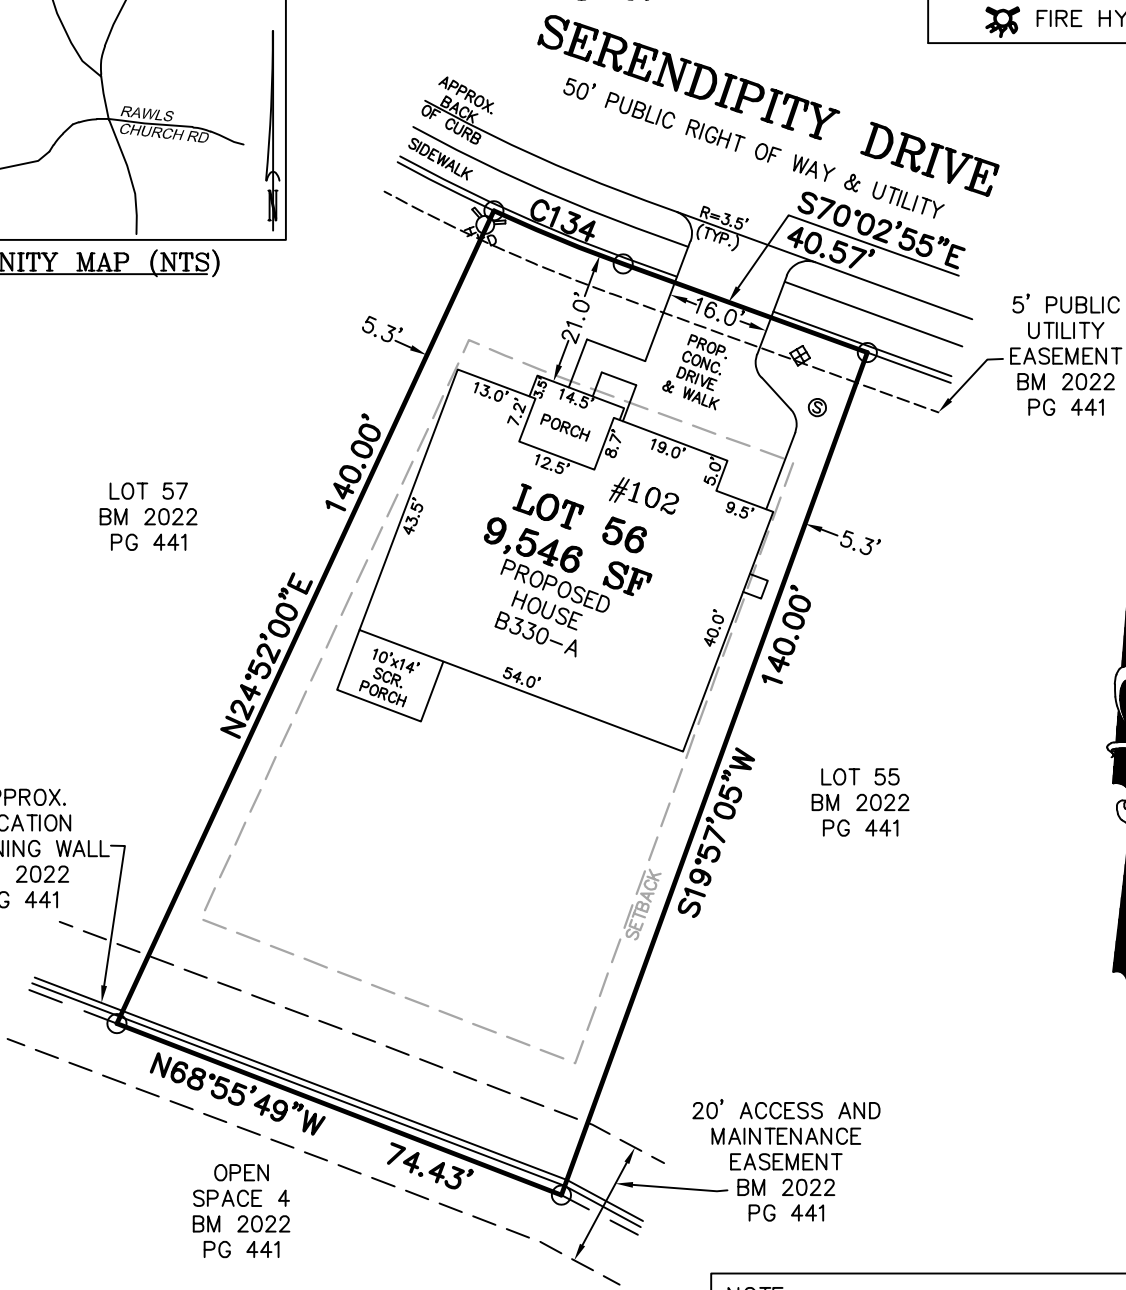 FIRE HY
RAWLS
CHURCH RD
N
NITY MAP (NTS)
SERENDIPITY DRIVE
50' PUBLIC RIGHT OF WAY & UTILITY
APPROX.
BACK
OF CURB
SIDEWALK
C134
R=3.5'
(TYP.)
S70°02'55"E
40.57'
5' PUBLIC
UTILITY
EASEMENT
BM 2022
PG 441
5.3'
21.0'
16.0'
PROP.
CONC.
DRIVE
& WALK
S
13.0'
7.2'
3.5'
14.5'
PORCH
12.5'
8.7'
19.0'
5.0'
9.5'
140.00'
LOT 57
BM 2022
PG 441
43.5'
#102
LOT 56
9,546 SF
PROPOSED
HOUSE
B330-A
5.3'
40.0'
140.00'
N24°52'00"E
10'x14'
SCR.
PORCH
54.0'
S19°57'05"W
LOT 55
BM 2022
PG 441
PPROX.
CATION
NING WALL
2022
G 441
SETBACK
N68°55'49"W
74.43'
OPEN
SPACE 4
BM 2022
PG 441
20' ACCESS AND
MAINTENANCE
EASEMENT
BM 2022
PG 441